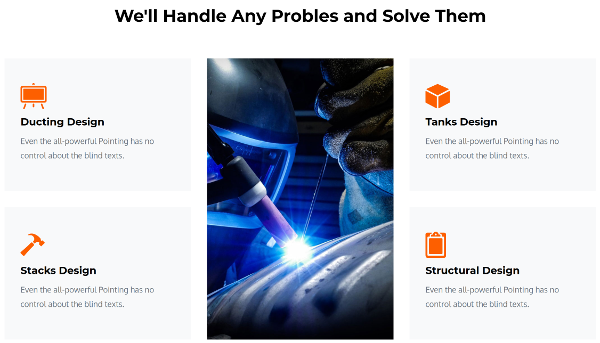 We'll Handle Any Probles and Solve Them
Ducting Design
Even the all-powerful Pointing has no
control about the blind texts.
Stacks Design
Even the all-powerful Pointing has no
control about the blind texts.
Tanks Design
Even the all-powerful Pointing has no
control about the blind texts.
Structural Design
Even the all-powerful Pointing has no
control about the blind texts.